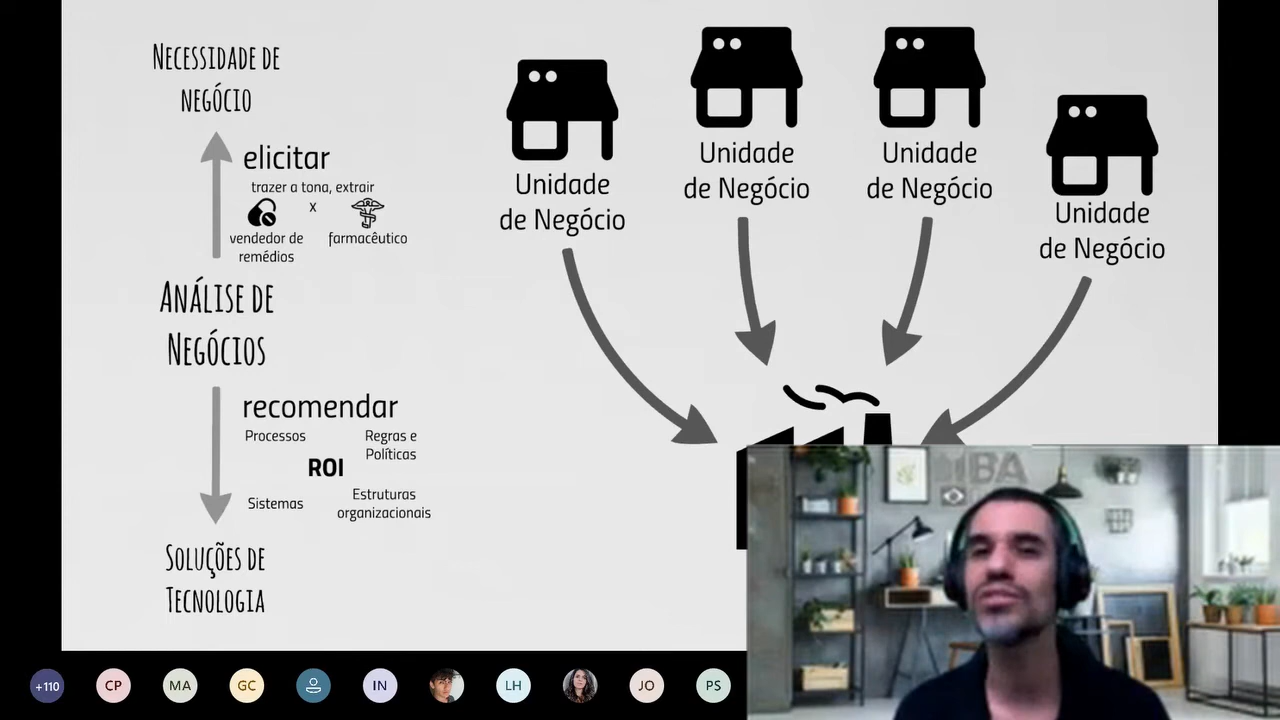 Necessidade de
negócio
elicitar
trazer a tona, extrair
x
vendedor de
remédios
farmacêutico
Análise de
Negócios
recomendar
Processos
Regras e
Políticas
ROI
Sistemas
Estruturas
organizacionais
Soluções de
Tecnologia
Unidade
de Negócio
Unidade
de Negócio
Unidade
de Negócio
Unidade
de Negócio
IIBA
+110
CP
MA
GC
IN
LH
JO
PS